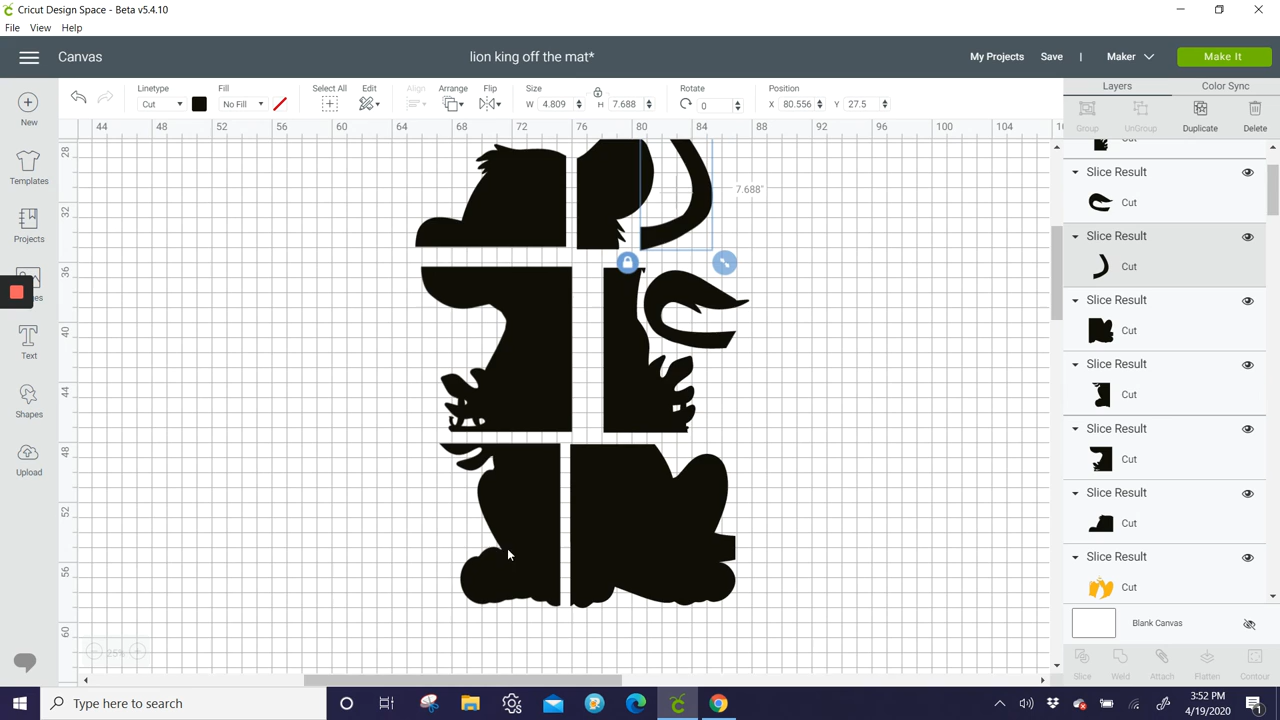 Cricut Design Space - Beta v5.4.10
File View Help
Canvas
lion king off the mat*
My Projects Save | Maker Make It
Linetype Fill Select All Edit Align Arrange Flip Size Rotate Position
Cut No Fill W 4.809 H 7.688 0 X 80.556 Y 27.5
Layers Color Sync
Group UnGroup Duplicate Delete
44 48 52 56 60 64 68 72 76 80 84 88 92 96 100 104
28
32
36
40
44
48
52
56
60
New
Templates
Projects
Text
Shapes
Upload
7.688"
25%
Slice Result
Cut
Slice Result
Cut
Slice Result
Cut
Slice Result
Cut
Slice Result
Cut
Slice Result
Cut
Slice Result
Cut
Blank Canvas
Slice Weld Attach Flatten Contour
Type here to search
3:52 PM
4/19/2020